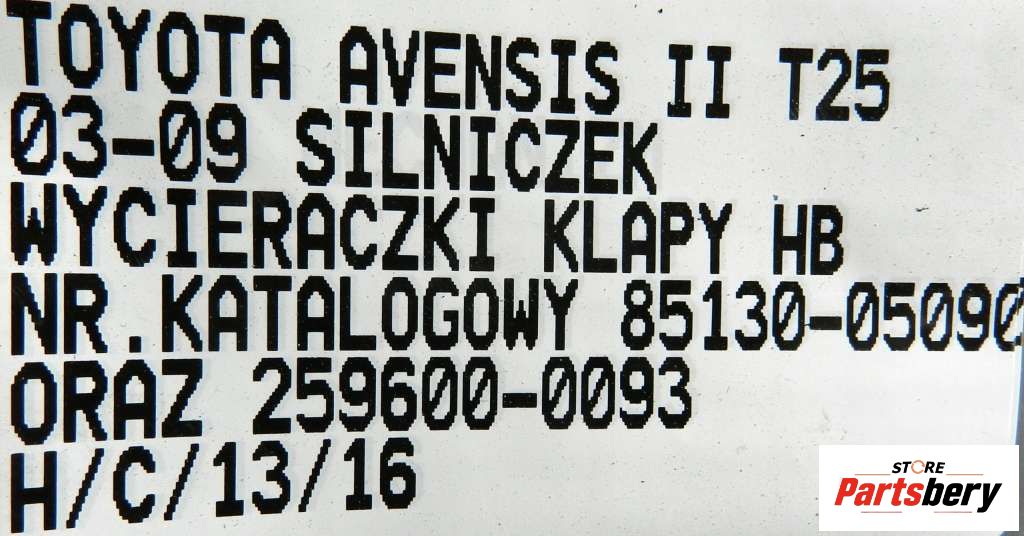 TOYOTA AVENSIS II T25
03-09 SILNICZEK
WYCIERACZKI KLAPY HB
NR.KATALOGOWY 85130-05090
ORAZ 259600-0093
H/C/13/16
STORE
Partsbery